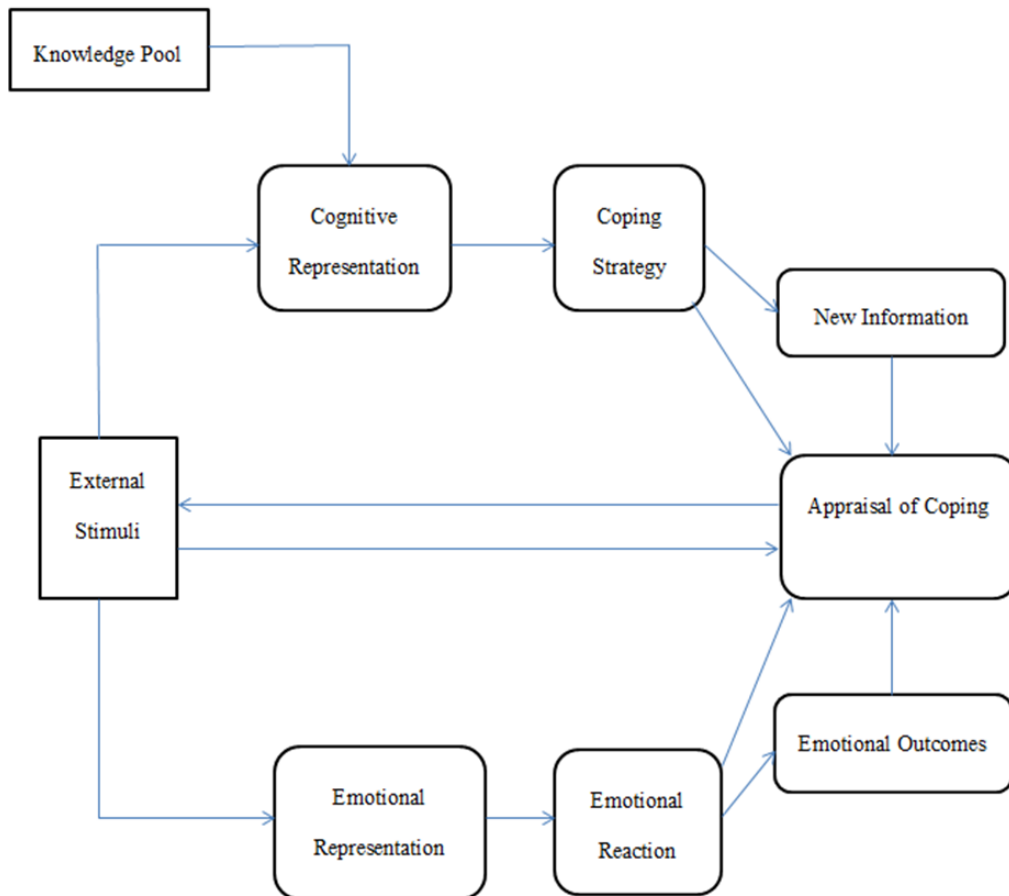 Knowledge Pool
Cognitive
Representation
Coping
Strategy
New Information
External
Stimuli
Appraisal of Coping
Emotional Outcomes
Emotional
Representation
Emotional
Reaction